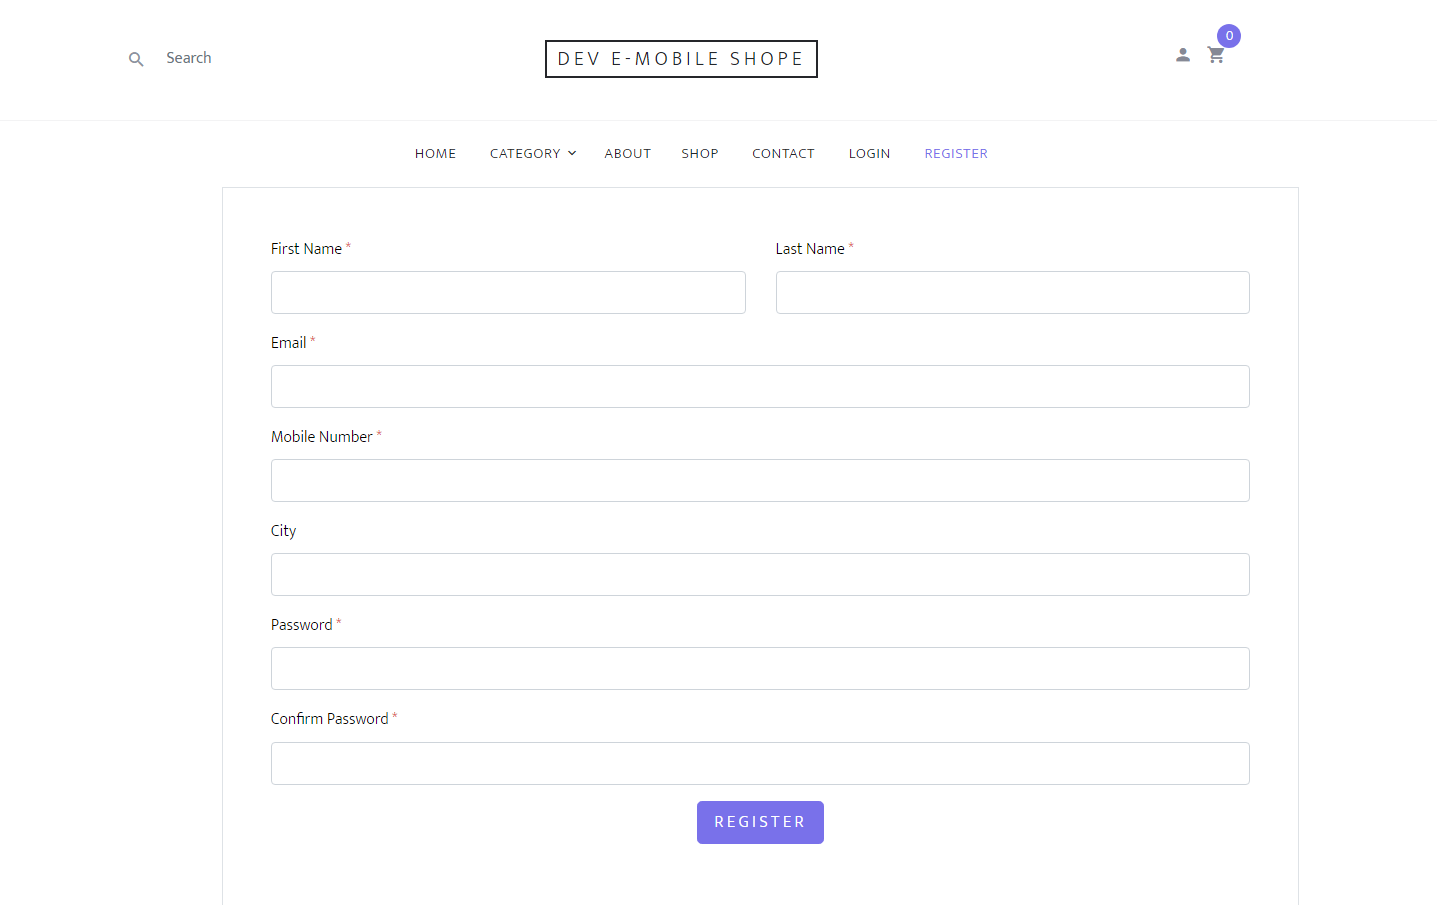 Search
DEV E-MOBILE SHOPE
0
HOME CATEGORY ABOUT SHOP CONTACT LOGIN REGISTER
First Name * Last Name *
Email *
Mobile Number *
City
Password *
Confirm Password *
REGISTER